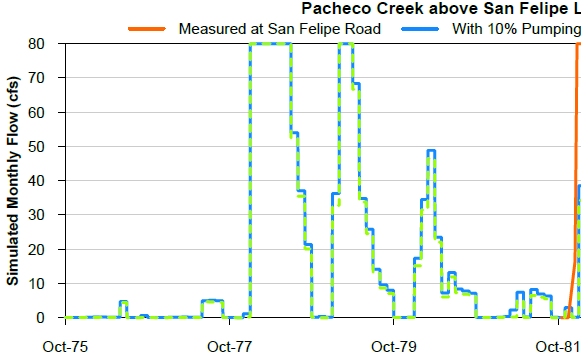 Pacheco Creek above San Felipe L
Measured at San Felipe Road With 10% Pumping
Simulated Monthly Flow (cfs)
80
70
60
50
40
30
20
10
0
Oct-75 Oct-77 Oct-79 Oct-81